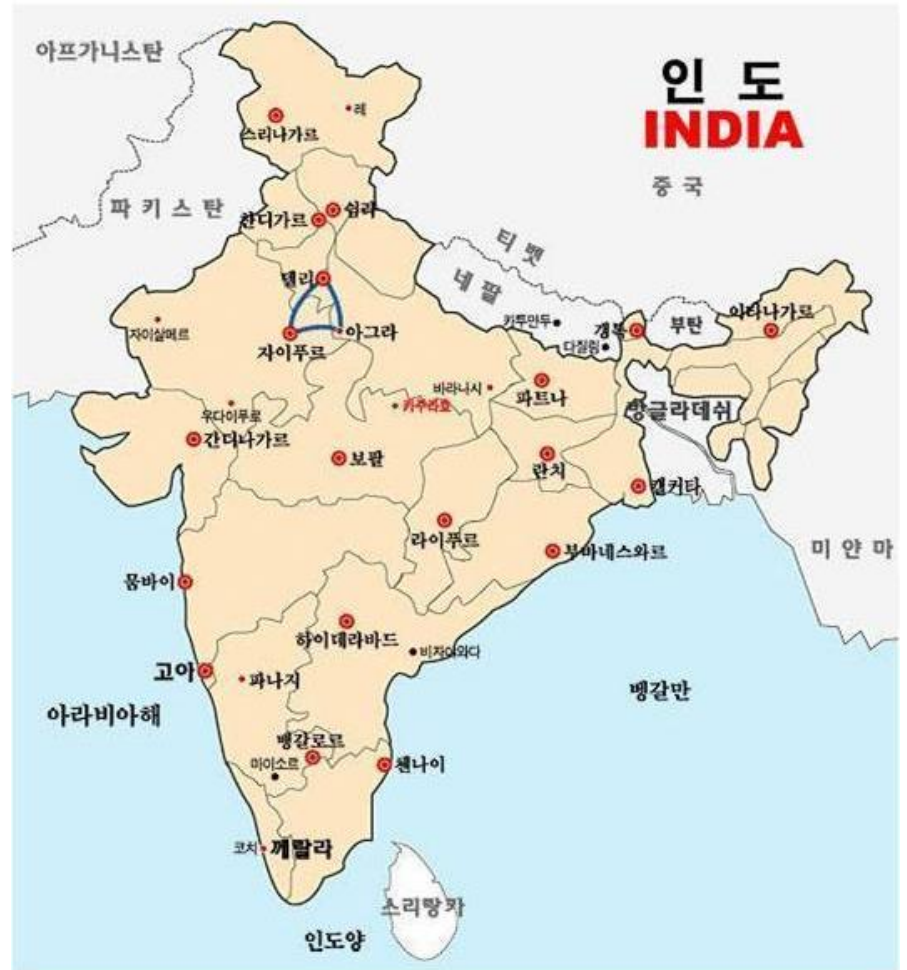 아프가니스탄
인 도
INDIA
레
스리나가르
중 국
파 키 스 탄
쉼라
찬디가르
티 벳
네 팔
델리
이타나가르
카투만두
갱톡
부탄
자이살메르
아그라
다질링
자이푸르
바라나시
파트나
카주라호
우다이푸로
방글라데쉬
간디나가르
보팔
란치
캘커타
라이푸르
부바네스와르
미 얀 마
뭄바이
하이데라바드
비자야와다
고아
파나지
뱅갈만
아라비아해
뱅갈로르
마이소르
첸나이
코치
께랄라
스리랑카
인도양